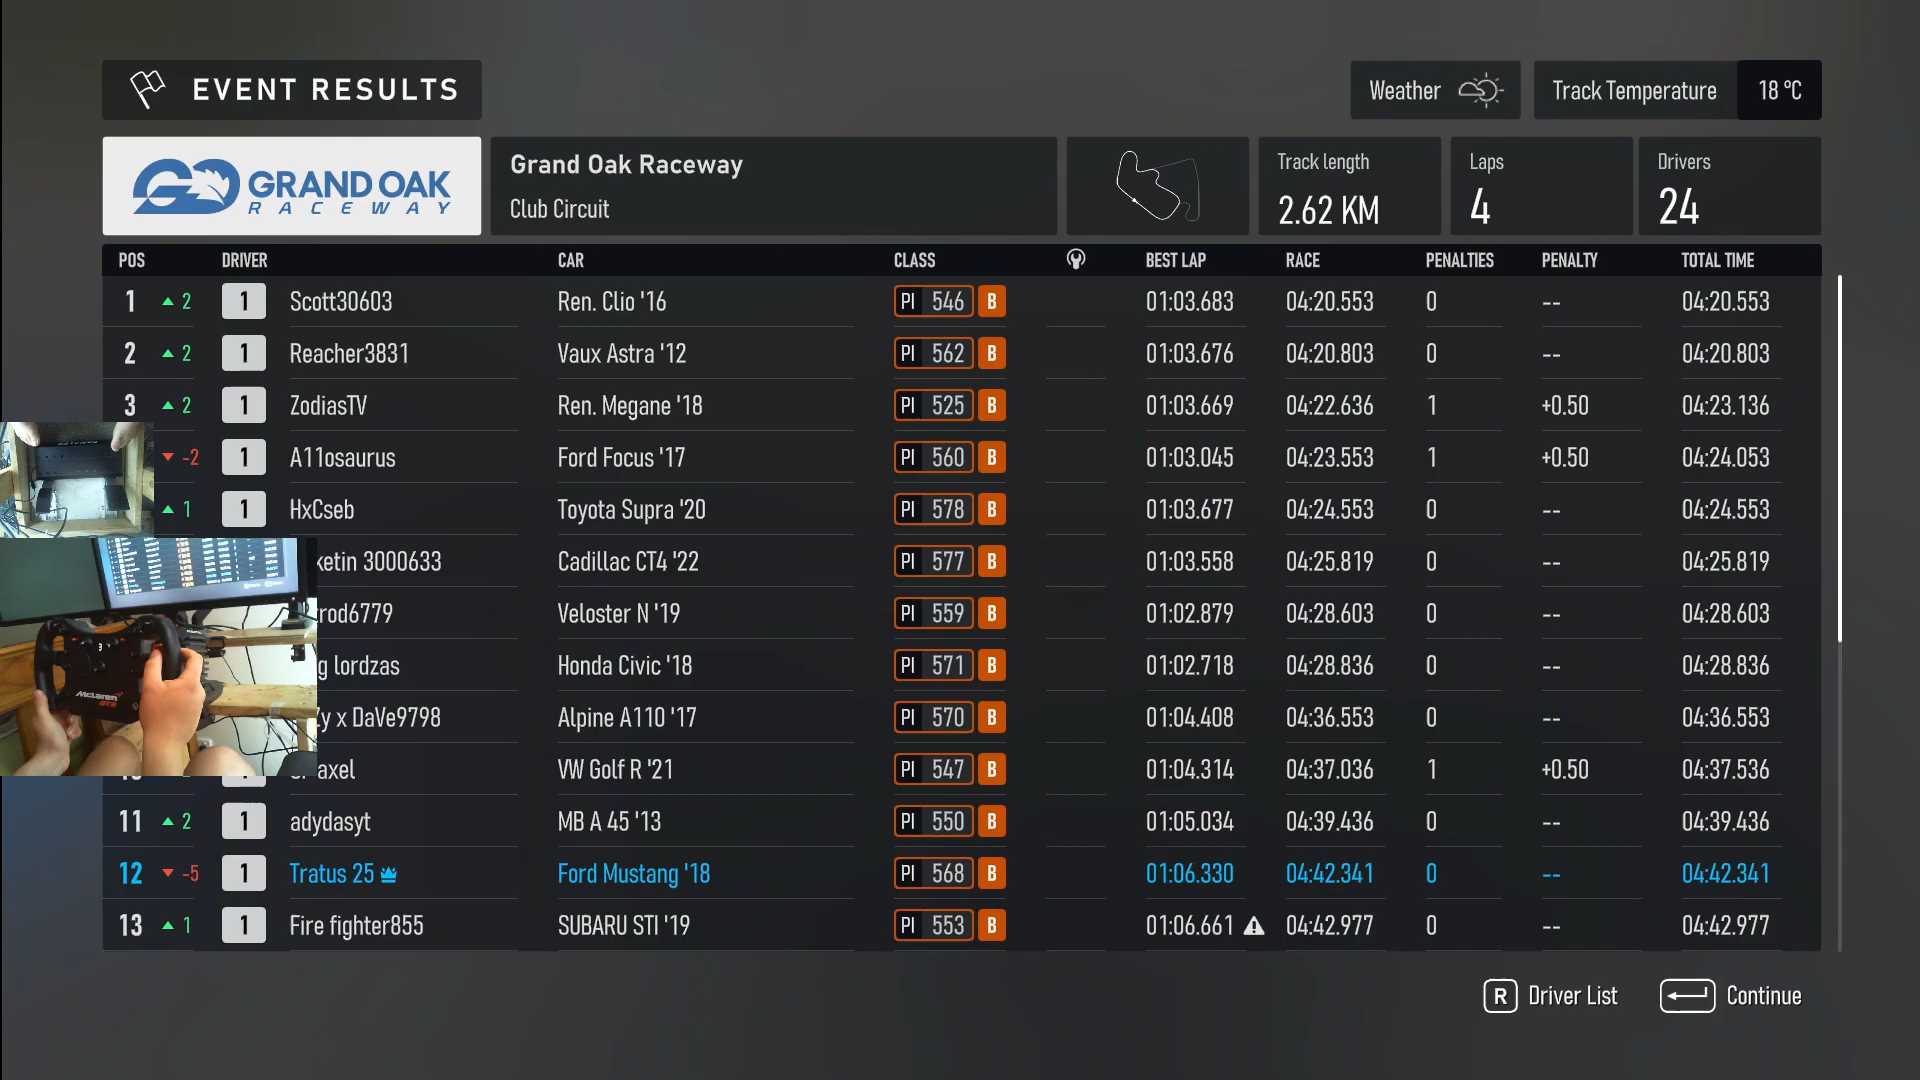 EVENT RESULTS
Weather
Track Temperature 18 °C
GRAND OAK
RACEWAY
Grand Oak Raceway
Club Circuit
Track length
2.62 KM
Laps
4
Drivers
24
POS DRIVER CAR CLASS BEST LAP RACE PENALTIES PENALTY TOTAL TIME
1 2 1 Scott30603 Ren. Clio '16 PI 546 B 01:03.683 04:20.553 0 -- 04:20.553
2 2 1 Reacher3831 Vaux Astra '12 PI 562 B 01:03.676 04:20.803 0 -- 04:20.803
3 2 1 ZodiasTV Ren. Megane '18 PI 525 B 01:03.669 04:22.636 1 +0.50 04:23.136
-2 1 A11osaurus Ford Focus '17 PI 560 B 01:03.045 04:23.553 1 +0.50 04:24.053
1 1 HxCseb Toyota Supra '20 PI 578 B 01:03.677 04:24.553 0 -- 04:24.553
ketin 3000633 Cadillac CT4 '22 PI 577 B 01:03.558 04:25.819 0 -- 04:25.819
rod6779 Veloster N '19 PI 559 B 01:02.879 04:28.603 0 -- 04:28.603
g lordzas Honda Civic '18 PI 571 B 01:02.718 04:28.836 0 -- 04:28.836
y x DaVe9798 Alpine A110 '17 PI 570 B 01:04.408 04:36.553 0 -- 04:36.553
axel VW Golf R '21 PI 547 B 01:04.314 04:37.036 1 +0.50 04:37.536
11 2 1 adydasyt MB A 45 '13 PI 550 B 01:05.034 04:39.436 0 -- 04:39.436
12 -5 1 Tratus 25 Ford Mustang '18 PI 568 B 01:06.330 04:42.341 0 -- 04:42.341
13 1 1 Fire fighter855 SUBARU STI '19 PI 553 B 01:06.661 04:42.977 0 -- 04:42.977
McLaren
GT3
R Driver List
Continue